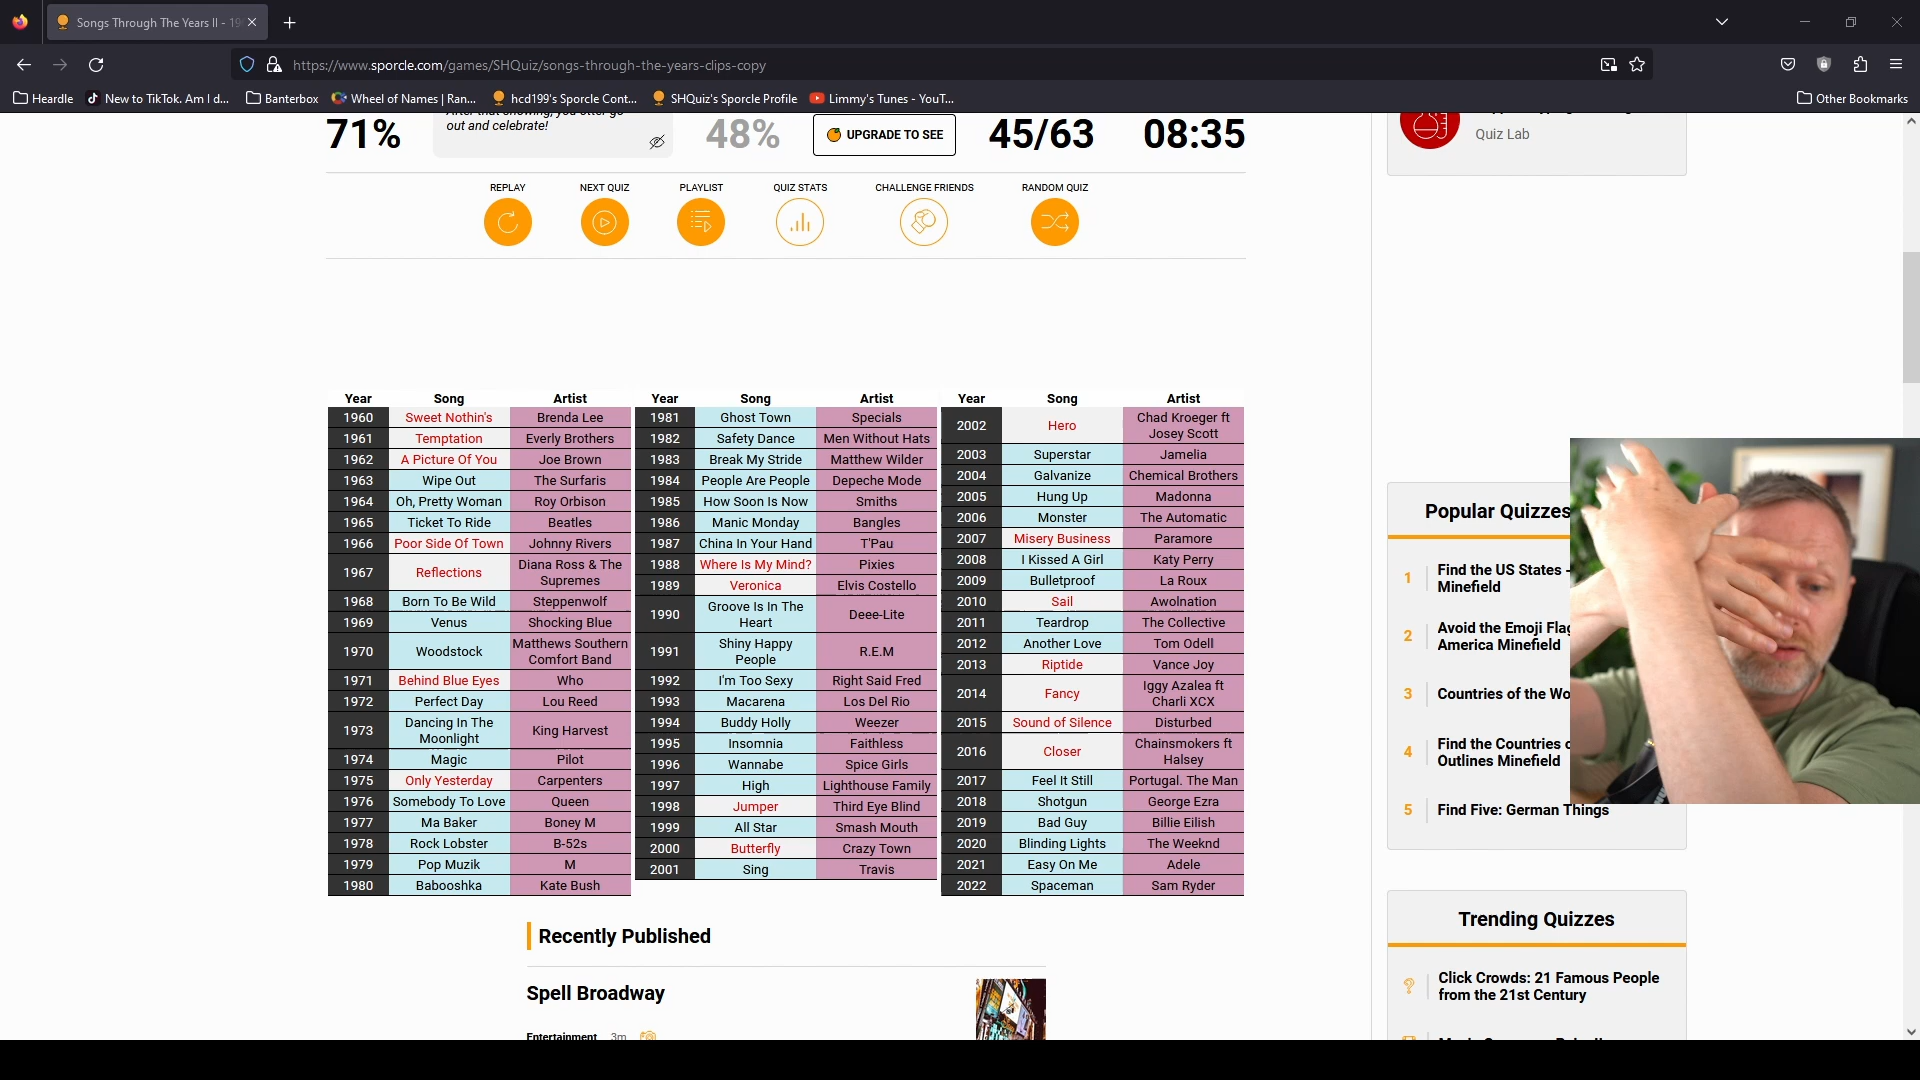 Songs Through The Years II - 19
https://www.sporcle.com/games/SHQuiz/songs-through-the-years-clips-copy
Heardle
New to TikTok. Am I d...
Banterbox
Wheel of Names | Ran...
hcd199's Sporcle Cont...
SHQuiz's Sporcle Profile
Limmy's Tunes - YouT...
Other Bookmarks
71%
out and celebrate!
48%
UPGRADE TO SEE
45/63
08:35
Quiz Lab
REPLAY
NEXT QUIZ
PLAYLIST
QUIZ STATS
CHALLENGE FRIENDS
RANDOM QUIZ
Year Song Artist
1960 Sweet Nothin's Brenda Lee
1961 Temptation Everly Brothers
1962 A Picture Of You Joe Brown
1963 Wipe Out The Surfaris
1964 Oh, Pretty Woman Roy Orbison
1965 Ticket To Ride Beatles
1966 Poor Side Of Town Johnny Rivers
1967 Reflections Diana Ross & The Supremes
1968 Born To Be Wild Steppenwolf
1969 Venus Shocking Blue
1970 Woodstock Matthews Southern Comfort Band
1971 Behind Blue Eyes Who
1972 Perfect Day Lou Reed
1973 Dancing In The Moonlight King Harvest
1974 Magic Pilot
1975 Only Yesterday Carpenters
1976 Somebody To Love Queen
1977 Ma Baker Boney M
1978 Rock Lobster B-52s
1979 Pop Muzik M
1980 Babooshka Kate Bush
Year Song Artist
1981 Ghost Town Specials
1982 Safety Dance Men Without Hats
1983 Break My Stride Matthew Wilder
1984 People Are People Depeche Mode
1985 How Soon Is Now Smiths
1986 Manic Monday Bangles
1987 China In Your Hand T'Pau
1988 Where Is My Mind? Pixies
1989 Veronica Elvis Costello
1990 Groove Is In The Heart Deee-Lite
1991 Shiny Happy People R.E.M
1992 I'm Too Sexy Right Said Fred
1993 Macarena Los Del Rio
1994 Buddy Holly Weezer
1995 Insomnia Faithless
1996 Wannabe Spice Girls
1997 High Lighthouse Family
1998 Jumper Third Eye Blind
1999 All Star Smash Mouth
2000 Butterfly Crazy Town
2001 Sing Travis
Year Song Artist
2002 Hero Chad Kroeger ft Josey Scott
2003 Superstar Jamelia
2004 Galvanize Chemical Brothers
2005 Hung Up Madonna
2006 Monster The Automatic
2007 Misery Business Paramore
2008 I Kissed A Girl Katy Perry
2009 Bulletproof La Roux
2010 Sail Awolnation
2011 Teardrop The Collective
2012 Another Love Tom Odell
2013 Riptide Vance Joy
2014 Fancy Iggy Azalea ft Charli XCX
2015 Sound of Silence Disturbed
2016 Closer Chainsmokers ft Halsey
2017 Feel It Still Portugal. The Man
2018 Shotgun George Ezra
2019 Bad Guy Billie Eilish
2020 Blinding Lights The Weeknd
2021 Easy On Me Adele
2022 Spaceman Sam Ryder
Popular Quizzes
1 Find the US States -
Minefield
2 Avoid the Emoji Flag
America Minefield
3 Countries of the Wo
4 Find the Countries
Outlines Minefield
5 Find Five: German Things
Trending Quizzes
Click Crowds: 21 Famous People
from the 21st Century
Recently Published
Spell Broadway
Entertainment 3m